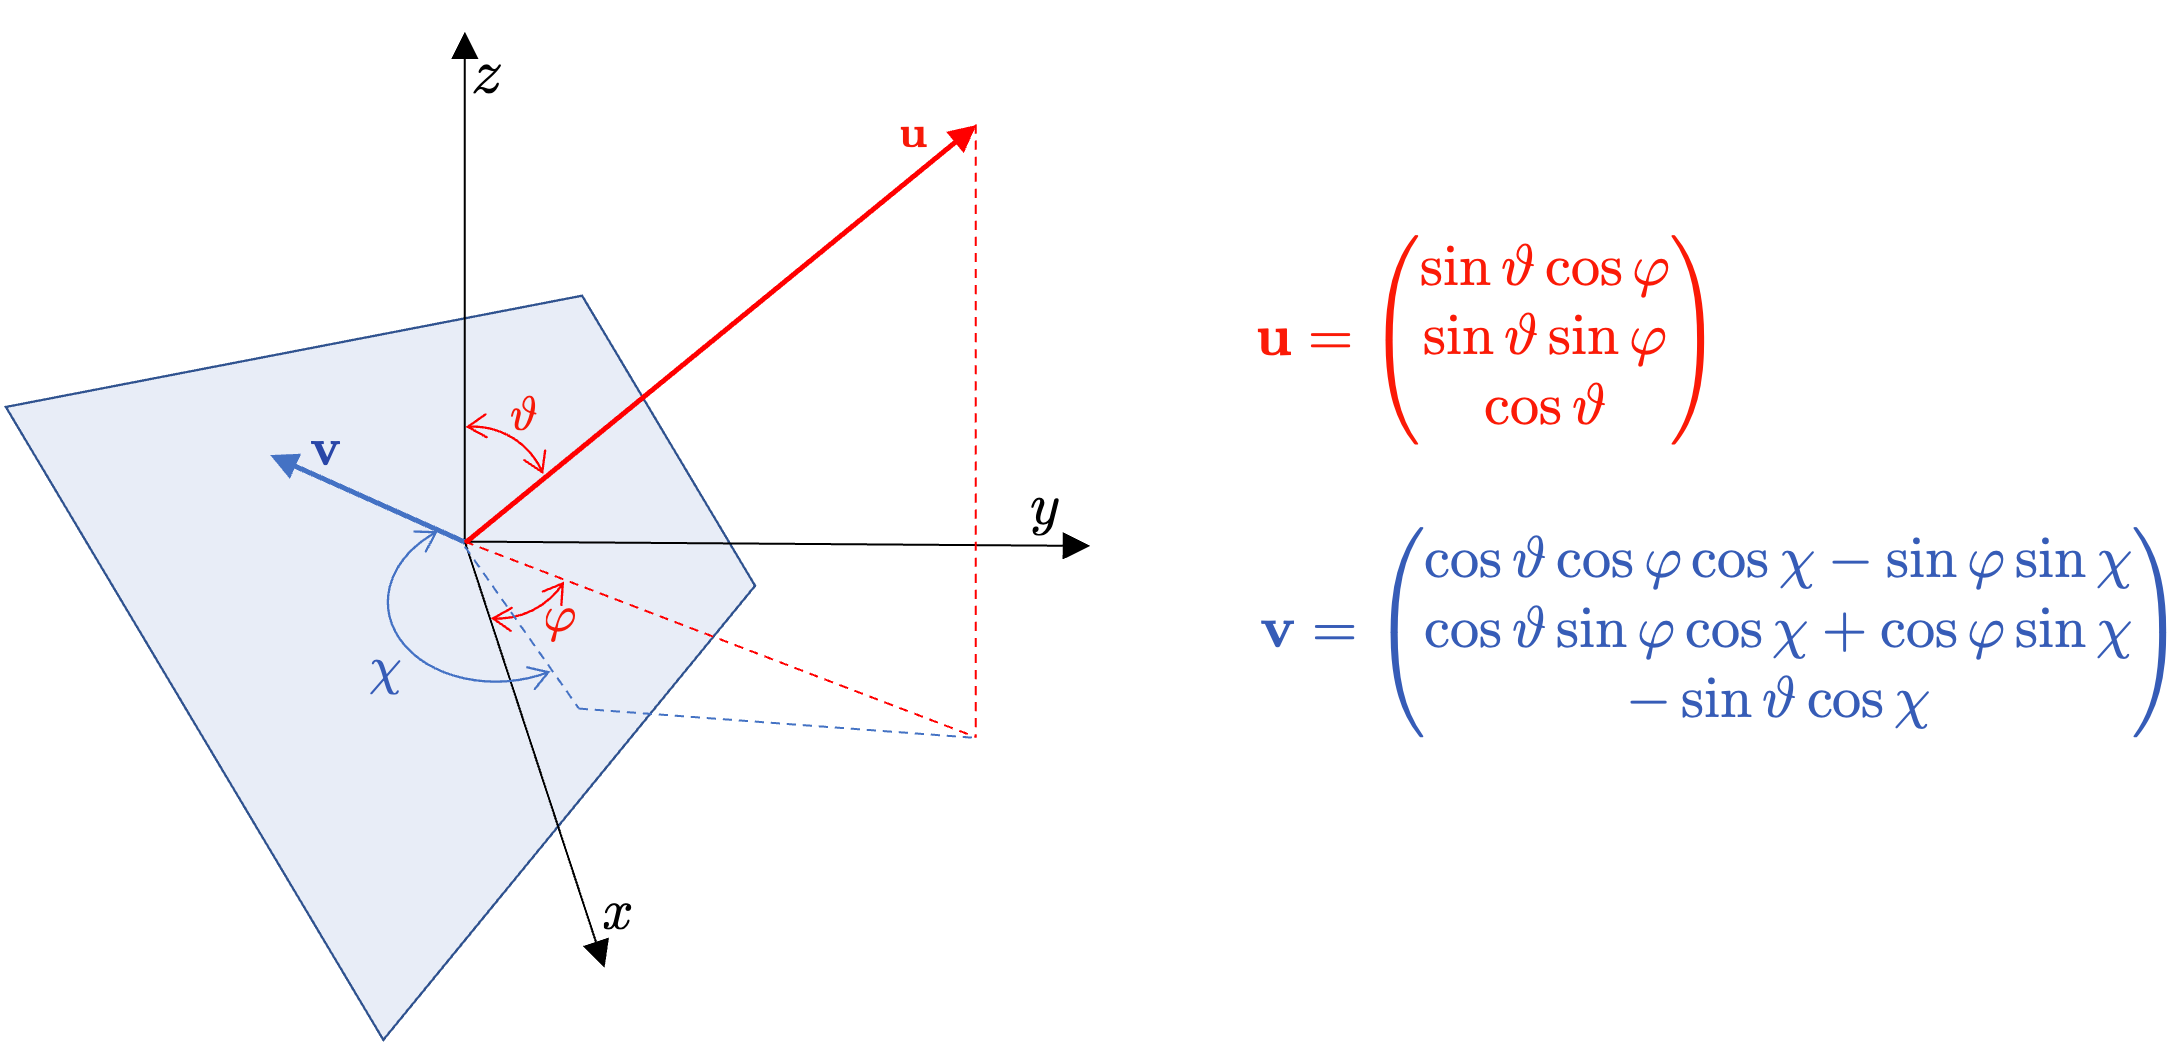 z
u
ϑ
y
v
φ
χ
x
u = (sin ϑ cos φ
sin ϑ sin φ
cos ϑ)
v = (cos ϑ cos φ cos χ − sin φ sin χ
cos ϑ sin φ cos χ + cos φ sin χ
− sin ϑ cos χ)